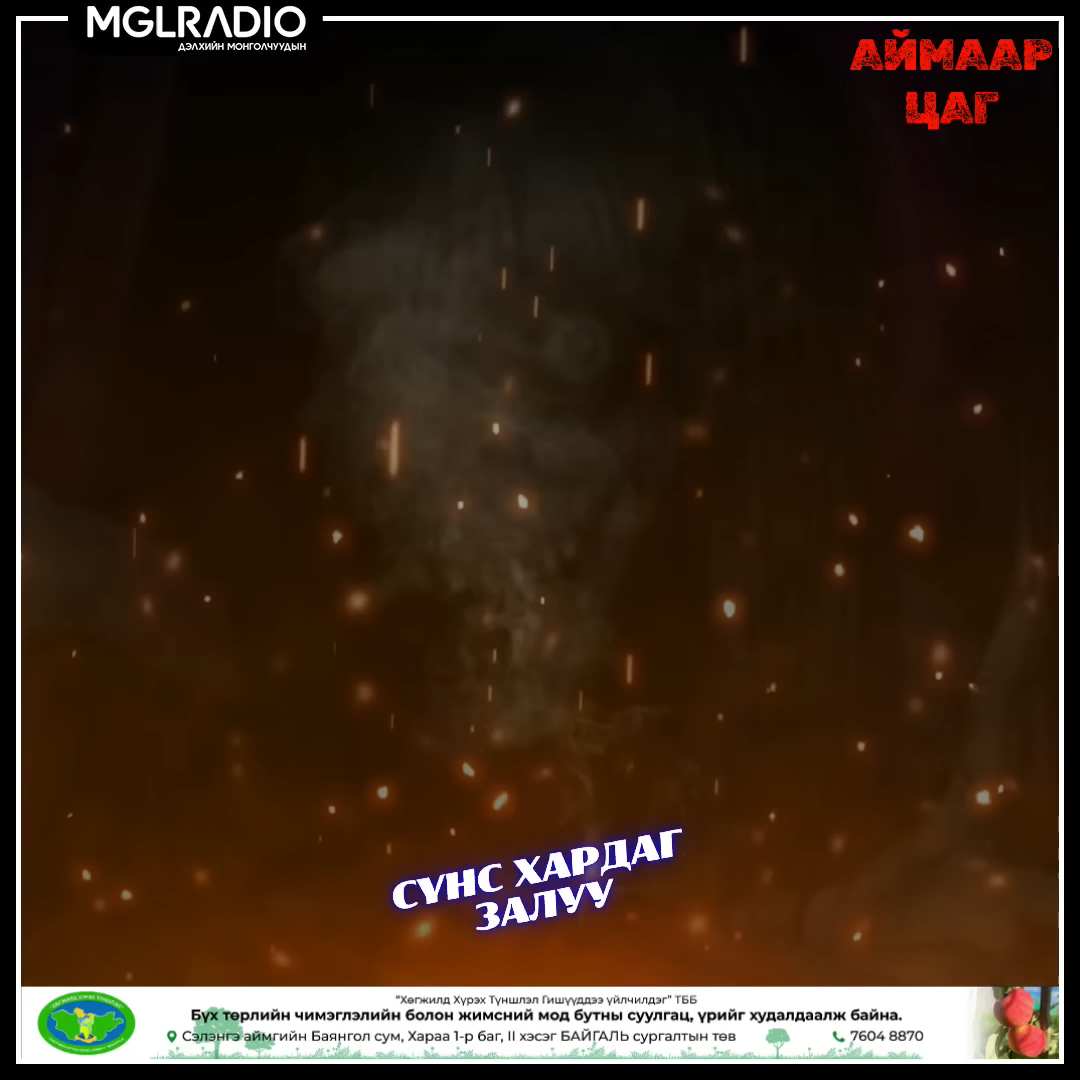 MGLRADIO
ДЭЛХИЙН МОНГОЛЧУУДЫН
АЙМААР
ЦАГ
СҮНС ХАРДАГ
ЗАЛУУ
"Хөгжилд Хүрэх Түншлэл Гишүүддээ үйлчилдэг" ТББ
Бүх төрлийн чимэглэлийн болон жимсний мод бутны суулгац, үрийг худалдаалж байна.
Сэлэнгэ аймгийн Баянгол сум, Хараа 1-р баг, II хэсэг БАЙГАЛЬ сургалтын төв
7604 8870